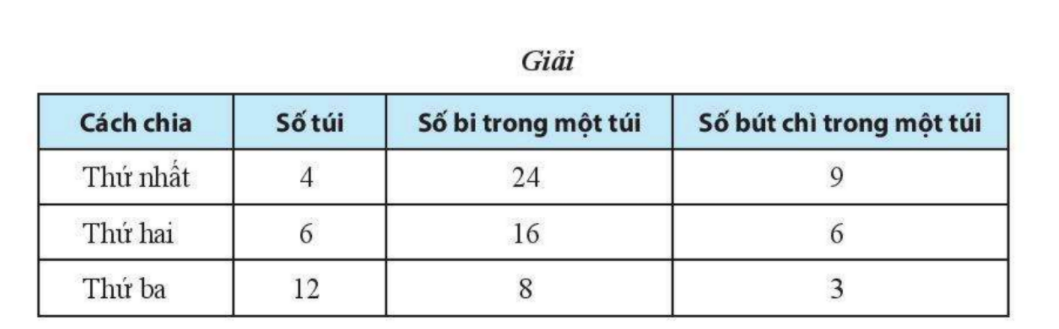 Giải
Cách chia Số túi Số bi trong một túi Số bút chì trong một túi
Thứ nhất 4 24 9
Thứ hai 6 16 6
Thứ ba 12 8 3